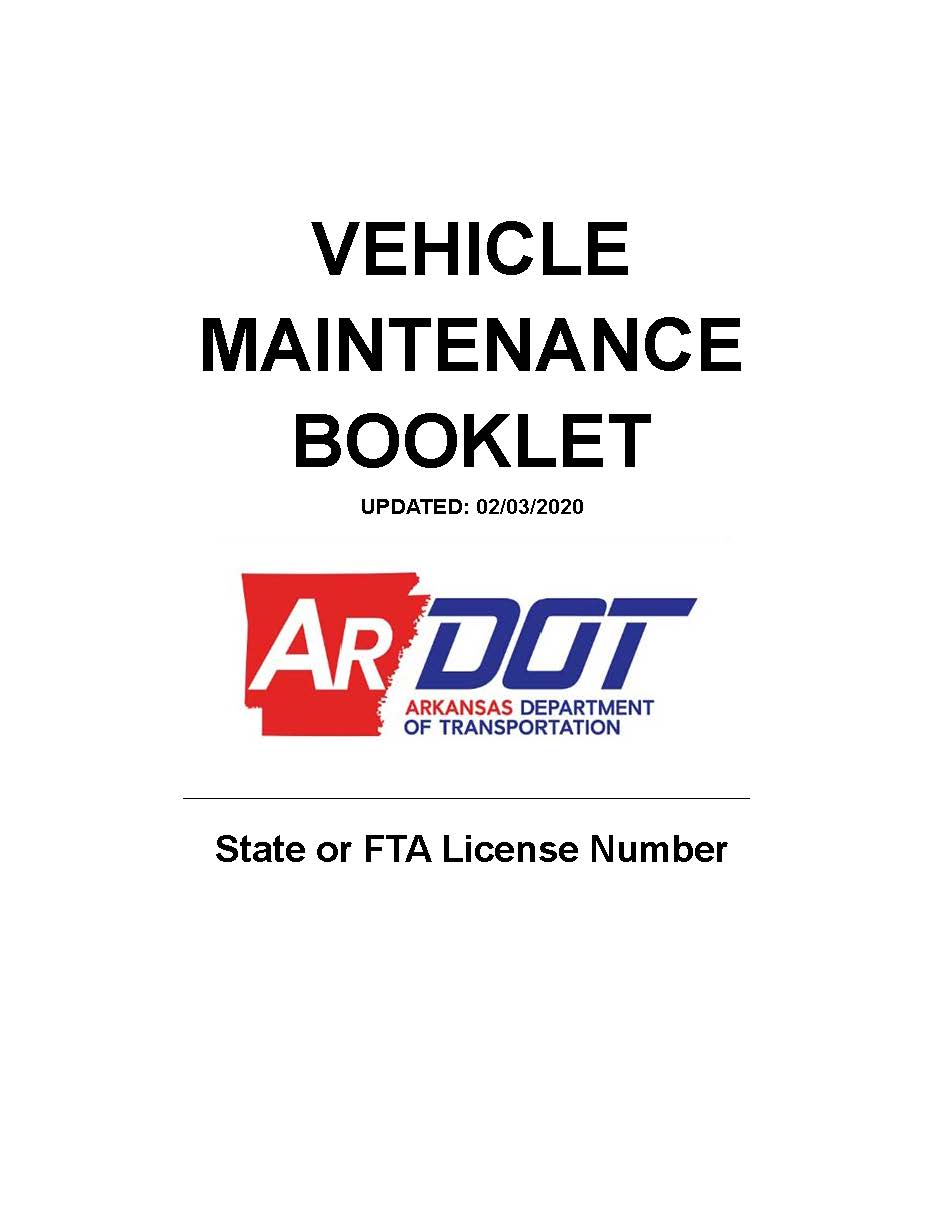 VEHICLE
MAINTENANCE
BOOKLET
UPDATED: 02/03/2020
AR DOT
ARKANSAS DEPARTMENT
OF TRANSPORTATION
State or FTA License Number